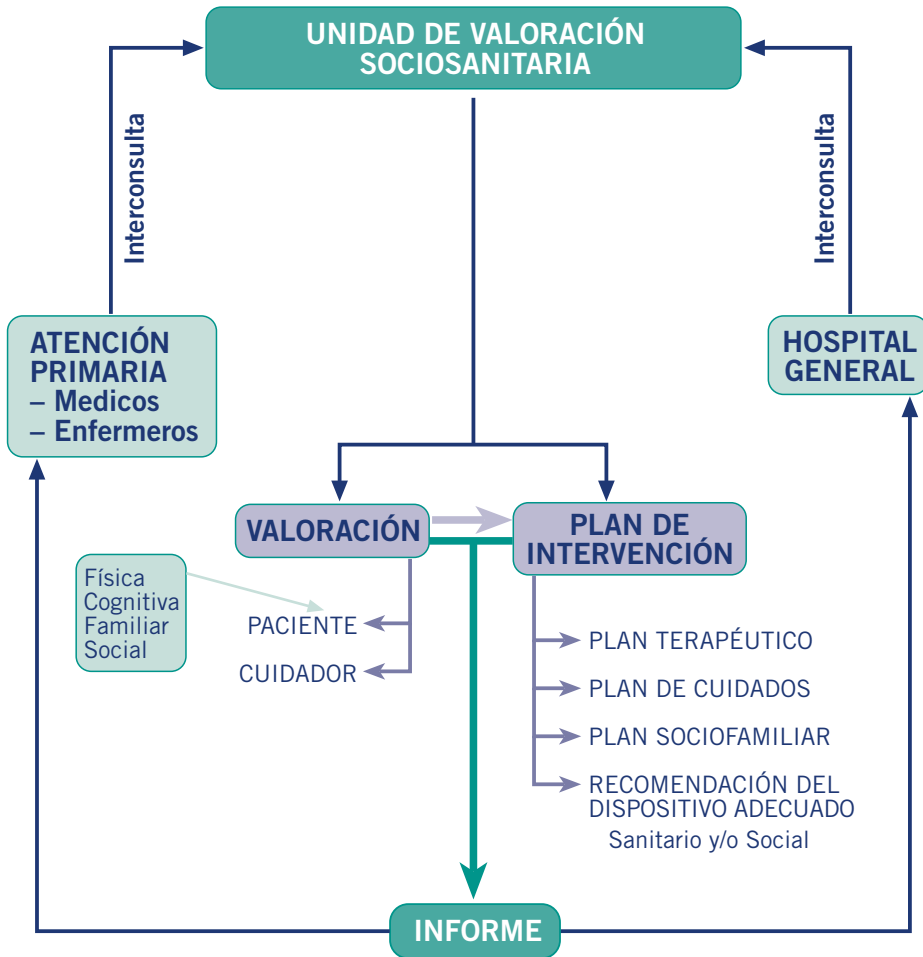 UNIDAD DE VALORACIÓN
SOCIOSANITARIA
Interconsulta
Interconsulta
ATENCIÓN
PRIMARIA
– Medicos
– Enfermeros
HOSPITAL
GENERAL
VALORACIÓN
PLAN DE
INTERVENCIÓN
Física
Cognitiva
Familiar
Social
PACIENTE
CUIDADOR
PLAN TERAPÉUTICO
PLAN DE CUIDADOS
PLAN SOCIOFAMILIAR
RECOMENDACIÓN DEL
DISPOSITIVO ADECUADO
Sanitario y/o Social
INFORME